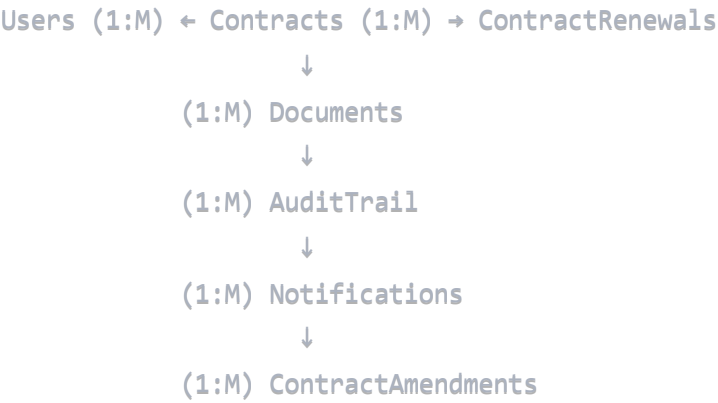 Users (1:M) ← Contracts (1:M) → ContractRenewals
↓
(1:M) Documents
↓
(1:M) AuditTrail
↓
(1:M) Notifications
↓
(1:M) ContractAmendments